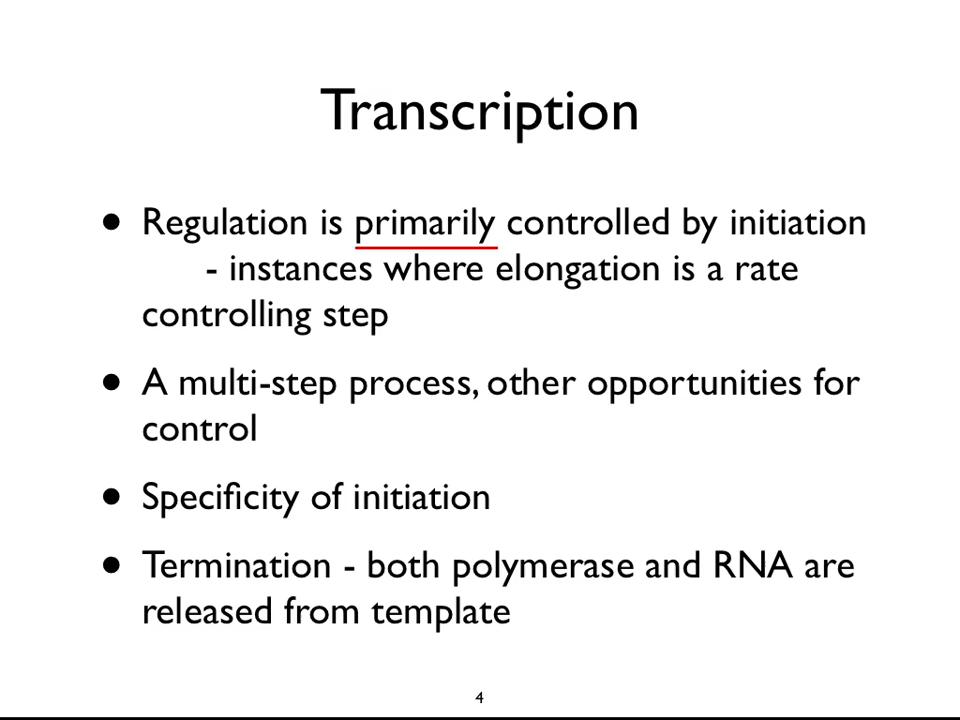 Transcription
• Regulation is primarily controlled by initiation
- instances where elongation is a rate
controlling step
• A multi-step process, other opportunities for
control
• Specificity of initiation
• Termination - both polymerase and RNA are
released from template
4